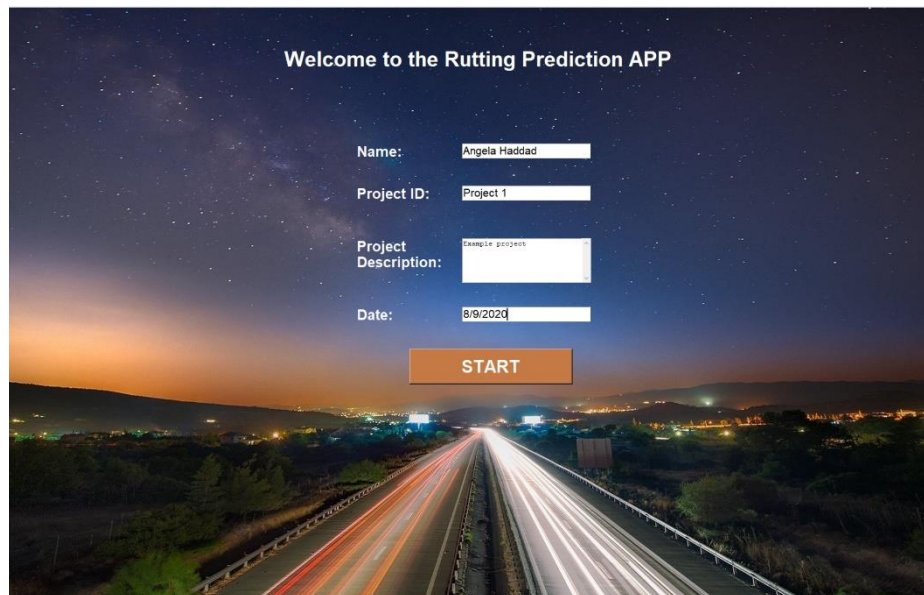 Welcome to the Rutting Prediction APP
Name: Angela Haddad
Project ID: Project 1
Project Example project
Description:
Date: 8/9/2020
START